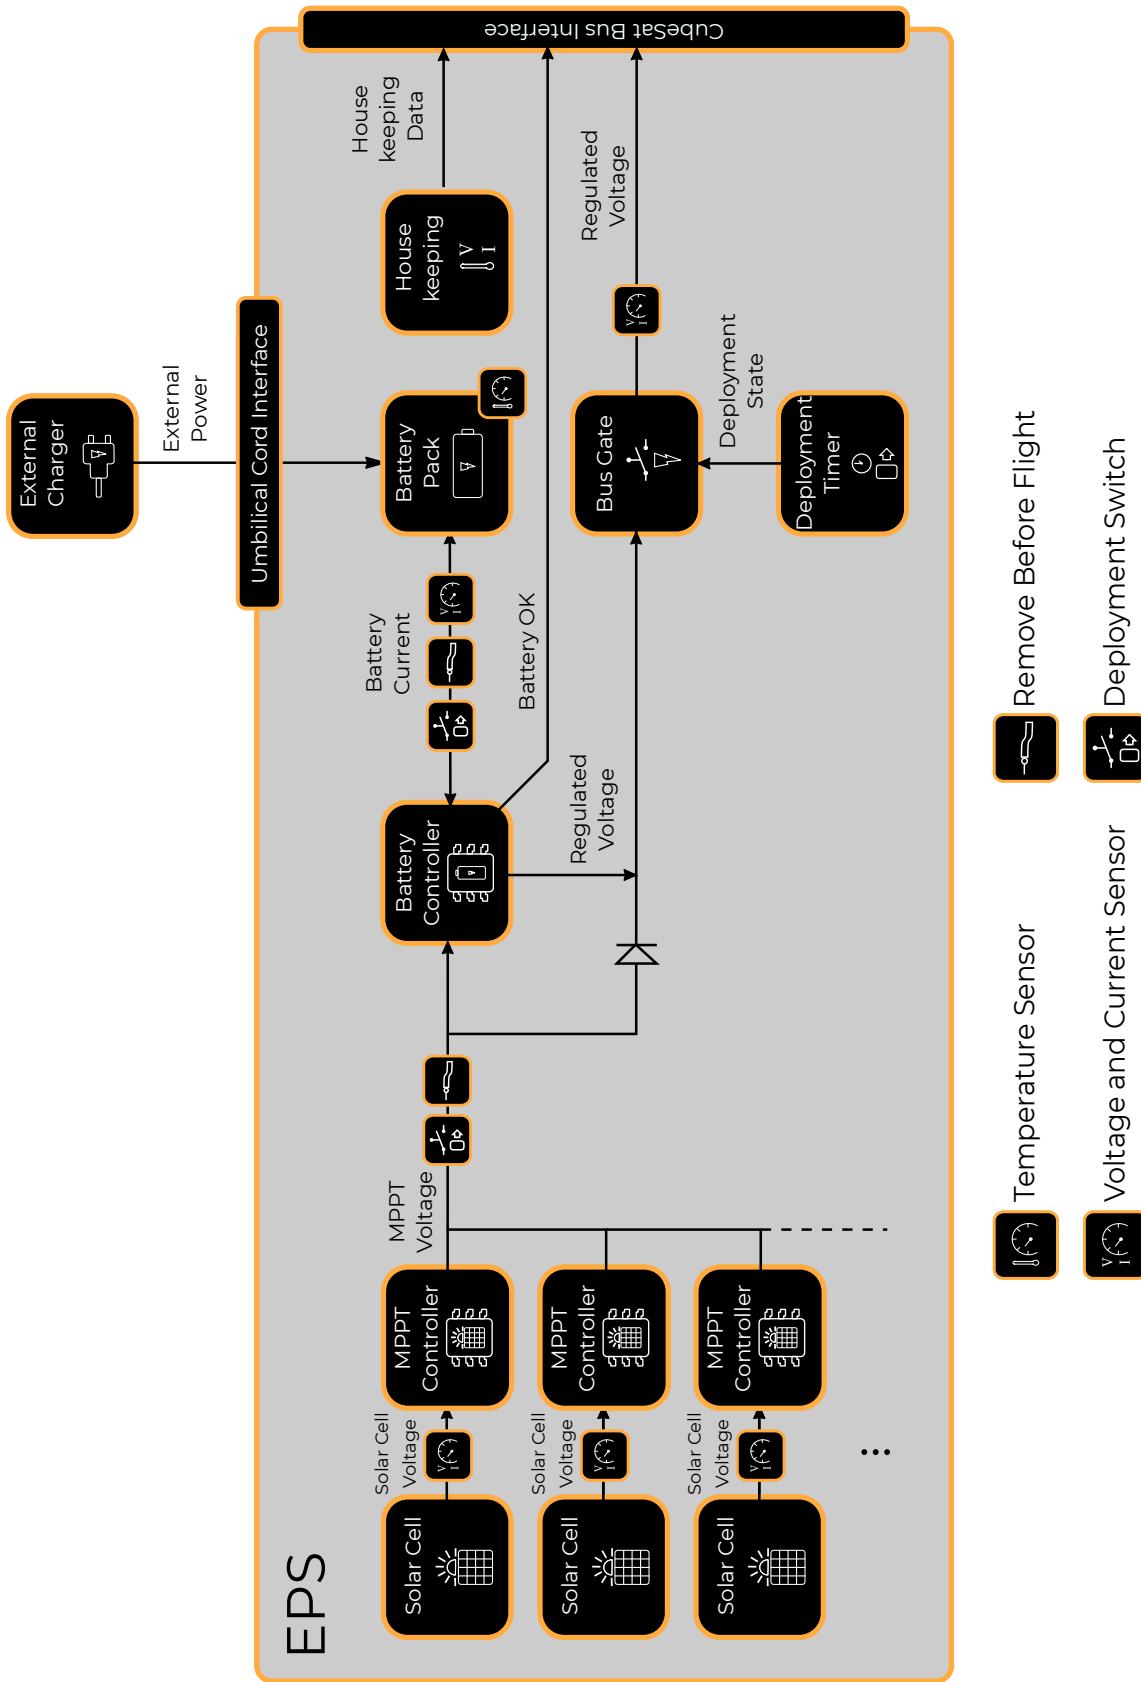 EPS
External
Charger
External
Power
Umbilical Cord Interface
Solar Cell
Solar Cell
Voltage
V
I
MPPT
Controller
MPPT
Voltage
Battery
Controller
Battery
Current
V
I
Battery
Pack
House
keeping
V
I
House
keeping
Data
CubeSat Bus Interface
Battery OK
Solar Cell
Solar Cell
Voltage
V
I
MPPT
Controller
Regulated
Voltage
Bus Gate
V
I
Regulated
Voltage
Solar Cell
Solar Cell
Voltage
V
I
MPPT
Controller
Deployment
State
Deployment
Timer
...
Temperature Sensor
Remove Before Flight
V
I
Voltage and Current Sensor
Deployment Switch